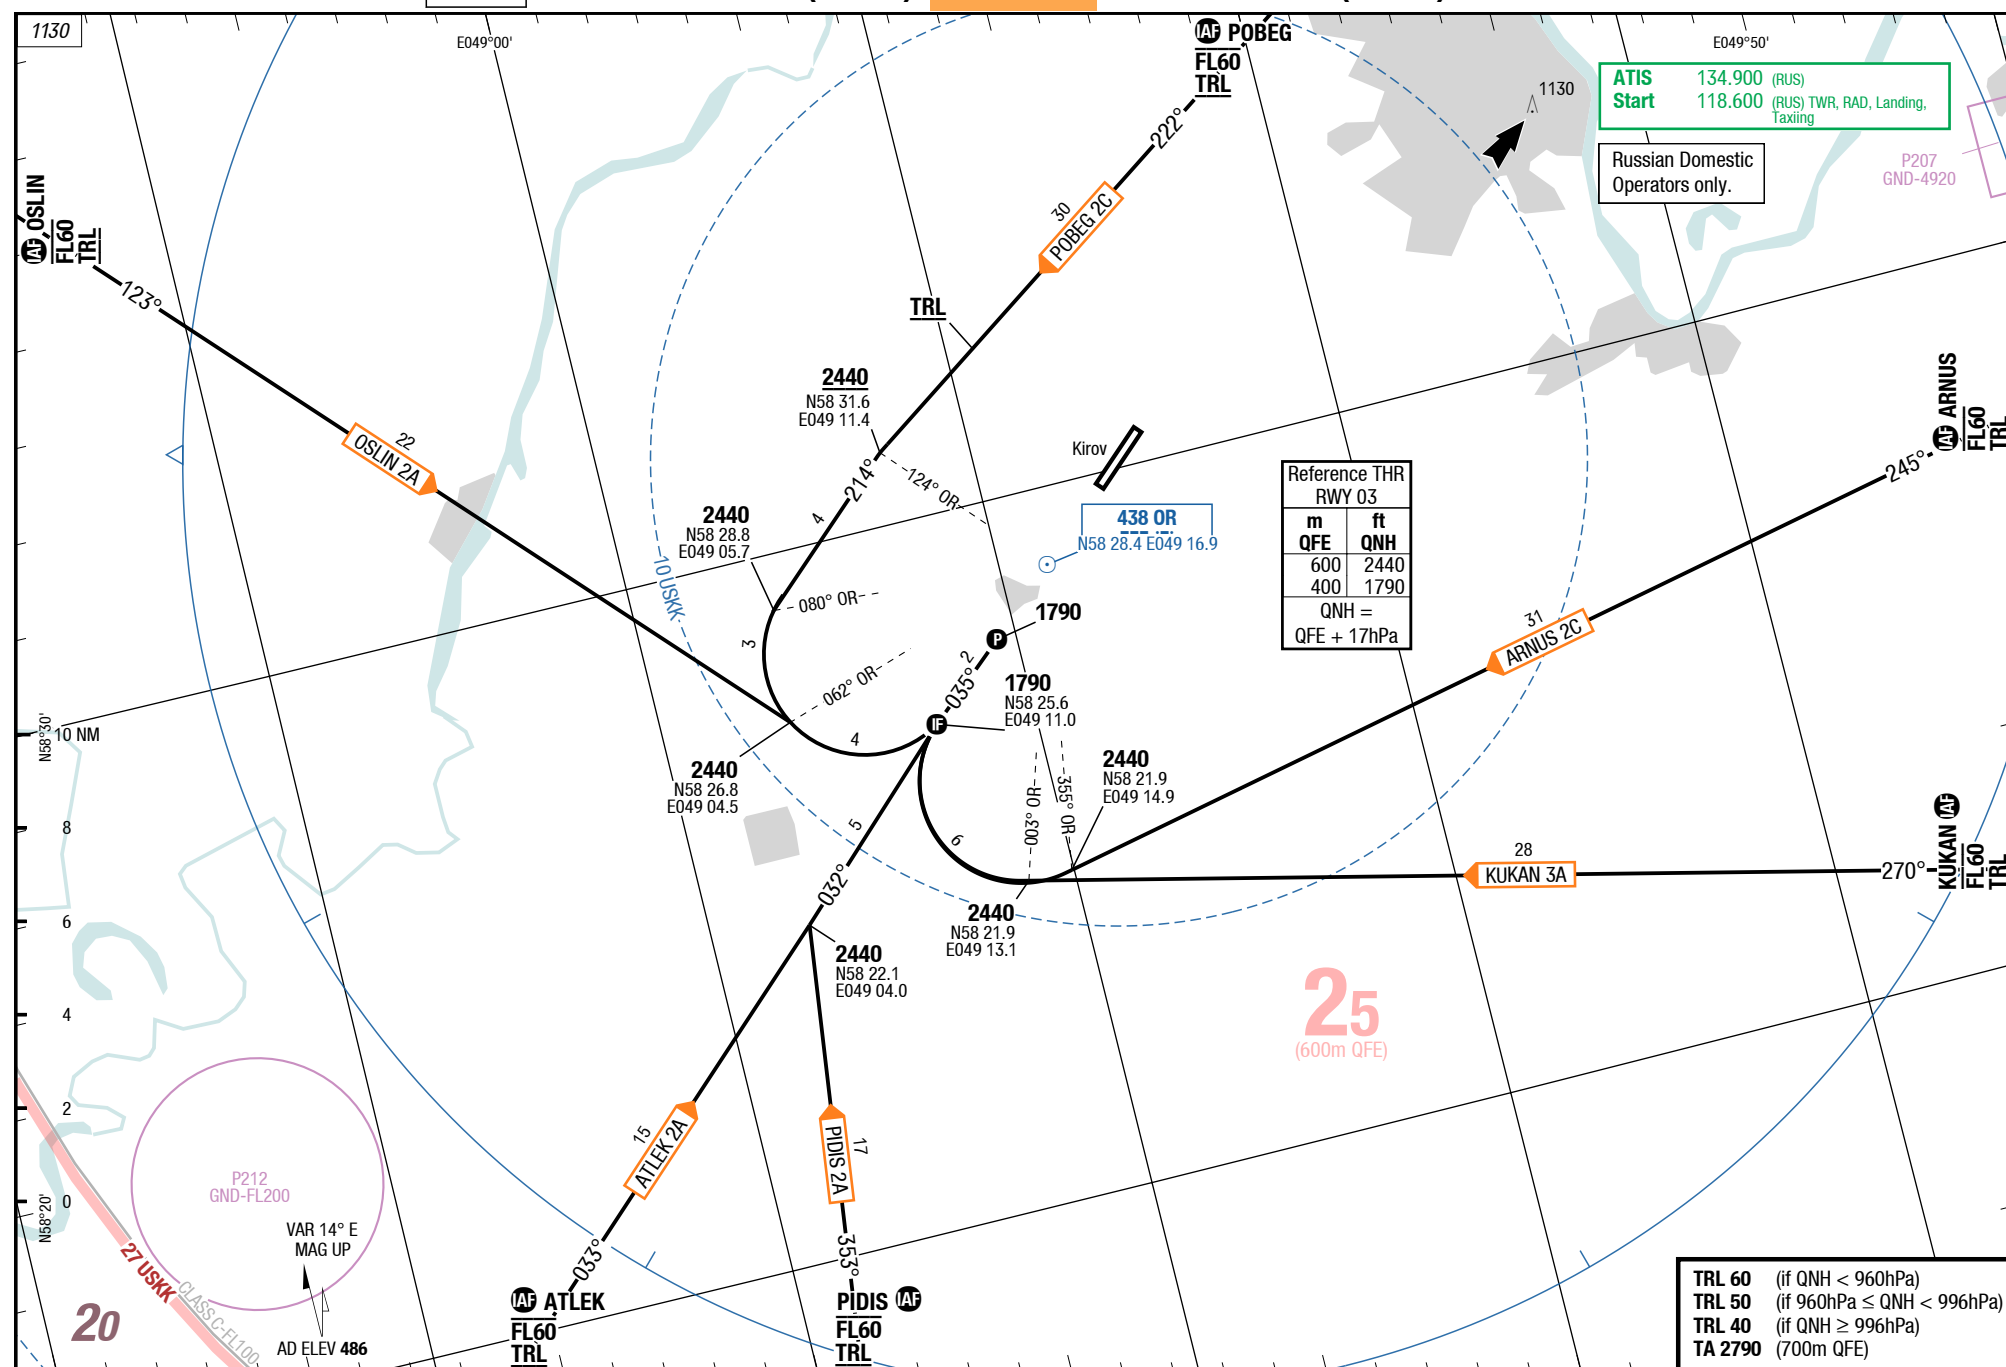 1130
E049°00'
IAF POBEG
FL60
TRL
E049°50'
ATIS 134.900 (RUS)
Start 118.600 (RUS) TWR, RAD, Landing,
Taxiing
1130
Russian Domestic
Operators only.
P207
GND-4920
222°
30
POBEG 2C
IAF OSLIN
FL60
TRL
123°
TRL
22
OSLIN 2A
2440
N58 31.6
E049 11.4
214°
124° OR
4
Kirov
IAF ARNUS
FL60
TRL
245°
Reference THR
RWY 03
m ft
QFE QNH
600 2440
400 1790
QNH =
QFE + 17hPa
2440
N58 28.8
E049 05.7
438 OR
N58 28.4 E049 16.9
10 USKK
080° OR
3
P
1790
062° OR
2
035°
1790
N58 25.6
E049 11.0
IF
31
ARNUS 2C
4
N58°30'
10 NM
2440
N58 26.8
E049 04.5
003° OR
355° OR
2440
N58 21.9
E049 14.9
5
6
8
032°
28
KUKAN 3A
270°
KUKAN IAF
FL60
TRL
2440
N58 21.9
E049 13.1
6
2440
N58 22.1
E049 04.0
25
(600m QFE)
4
2
15
ATLEK 2A
17
PIDIS 2A
P212
GND-FL200
0
N58°20'
VAR 14° E
MAG UP
27 USKK
CLASS C-FL100
20
AD ELEV 486
033°
353°
IAF ATLEK
FL60
TRL
PIDIS IAF
FL60
TRL
TRL 60 (if QNH < 960hPa)
TRL 50 (if 960hPa ≤ QNH < 996hPa)
TRL 40 (if QNH ≥ 996hPa)
TA 2790 (700m QFE)